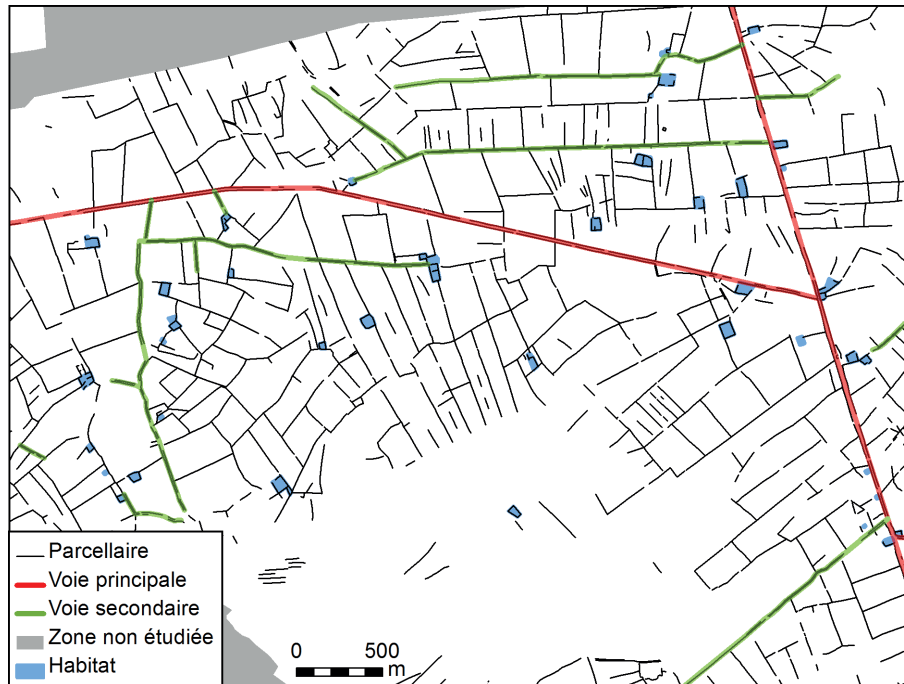 Parcellaire
Voie principale
Voie secondaire
Zone non étudiée
Habitat
0 500
m